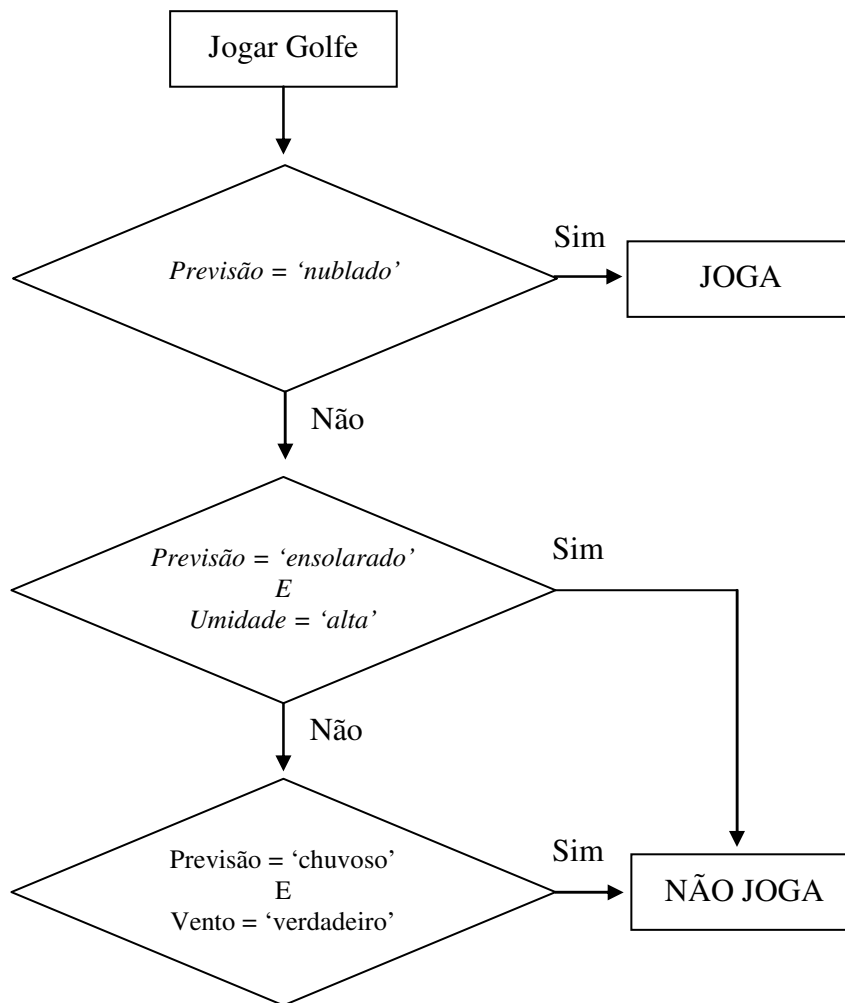 Jogar Golfe
Previsão = ‘nublado’
Sim
JOGA
Não
Previsão = ‘ensolarado’
E
Umidade = ‘alta’
Sim
Não
Previsão = ‘chuvoso’
E
Vento = ‘verdadeiro’
Sim
NÃO JOGA